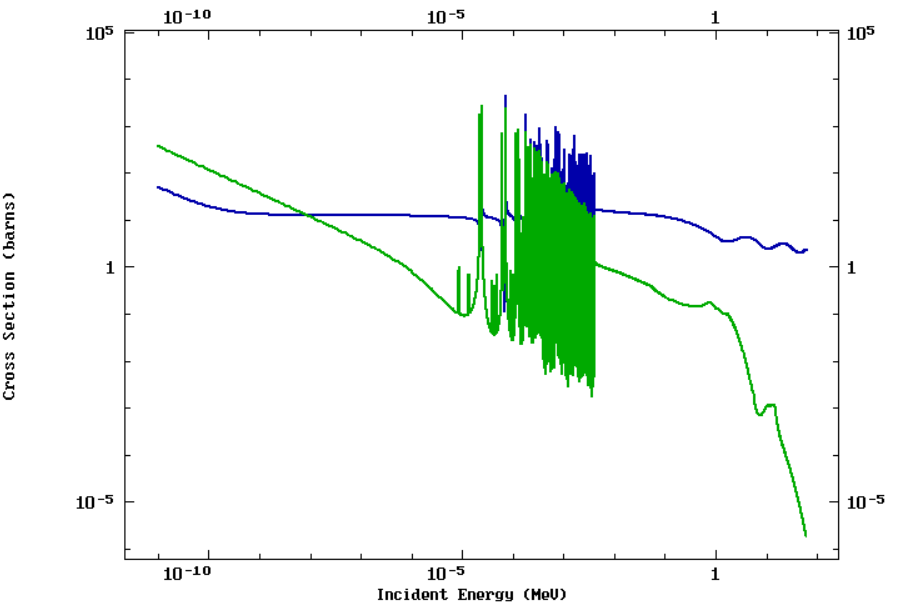 10⁻¹⁰ 10⁻⁵ 1
10⁵ 10⁵
1 1
10⁻⁵ 10⁻⁵
10⁻¹⁰ 10⁻⁵ 1
Incident Energy (MeV)
Cross Section (barns)